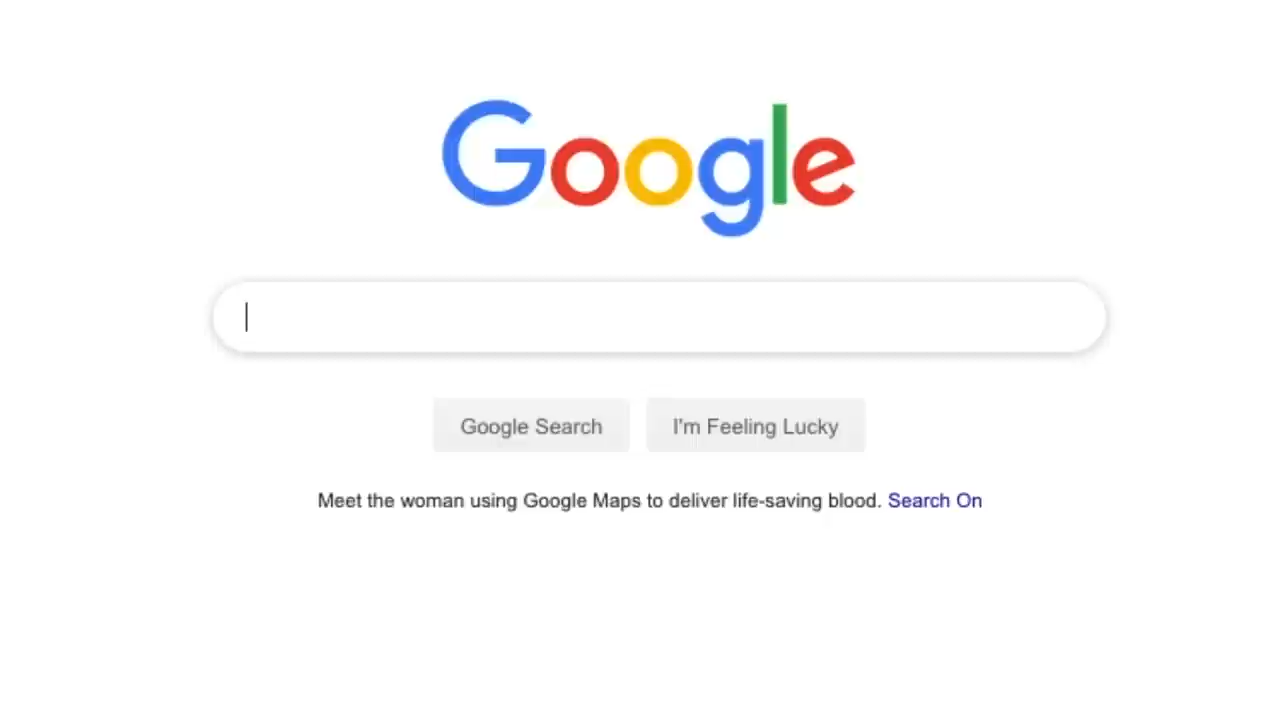 Google
Google Search
I'm Feeling Lucky
Meet the woman using Google Maps to deliver life-saving blood. Search On